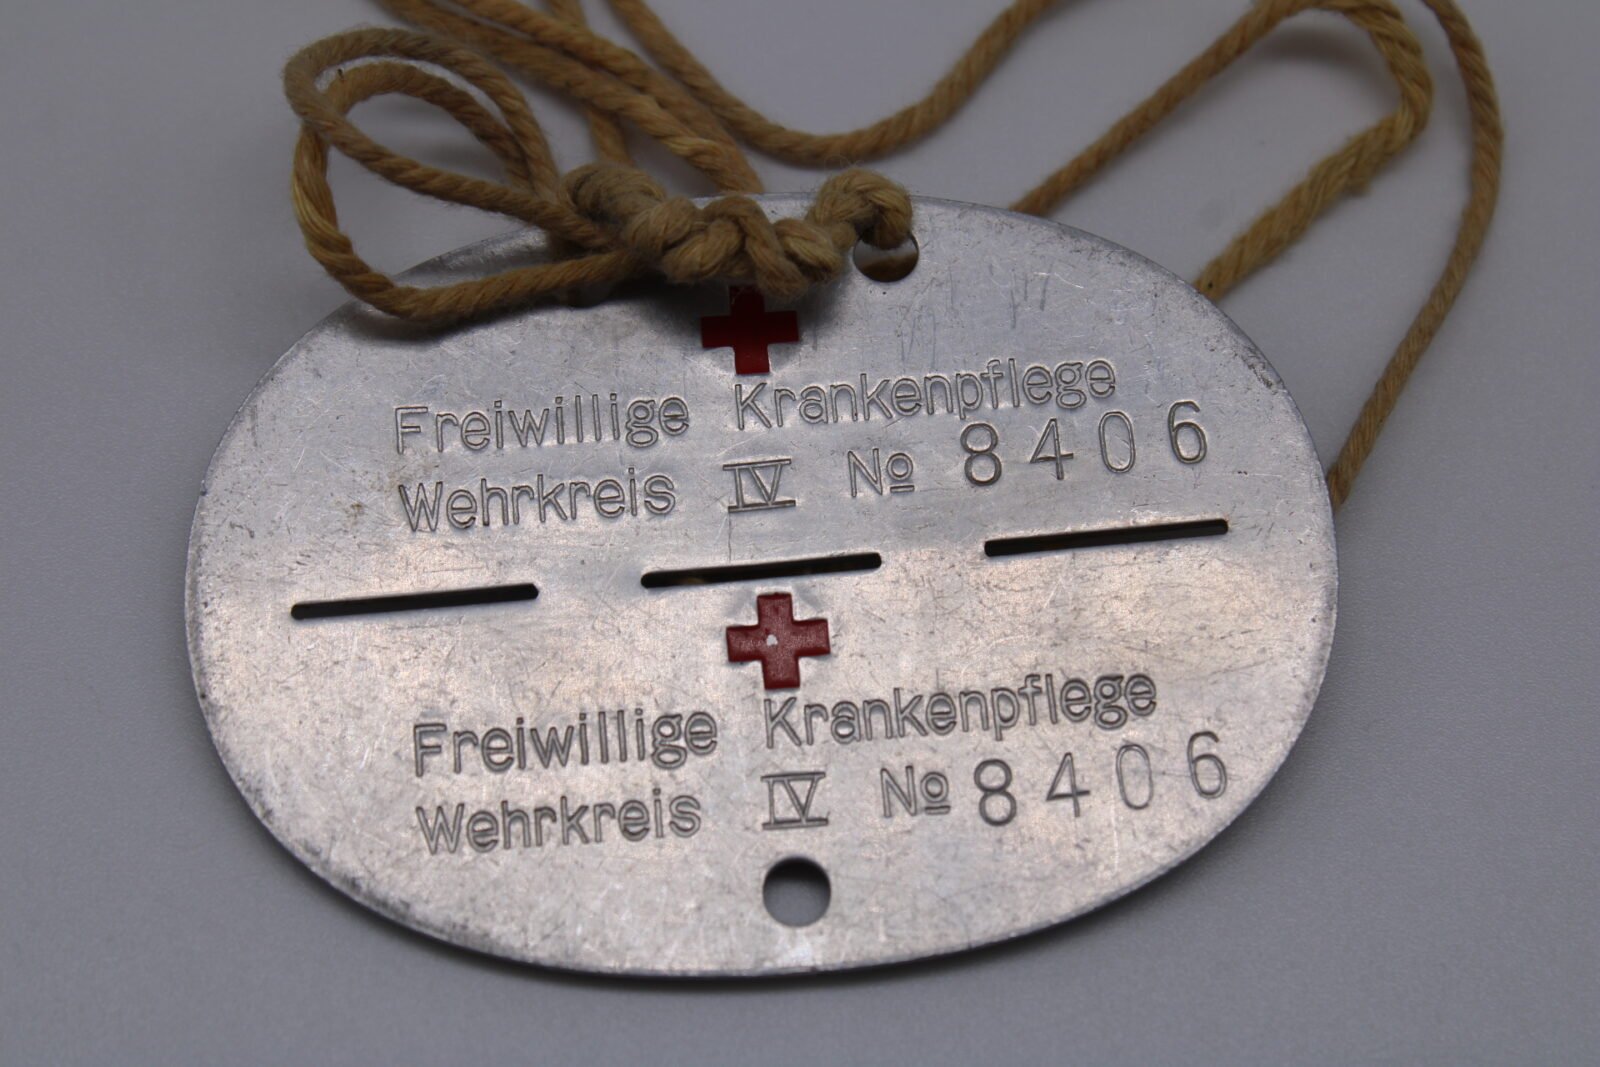 Freiwillige Krankenpflege
Wehrkreis IV No 8406
Freiwillige Krankenpflege
Wehrkreis IV No 8406